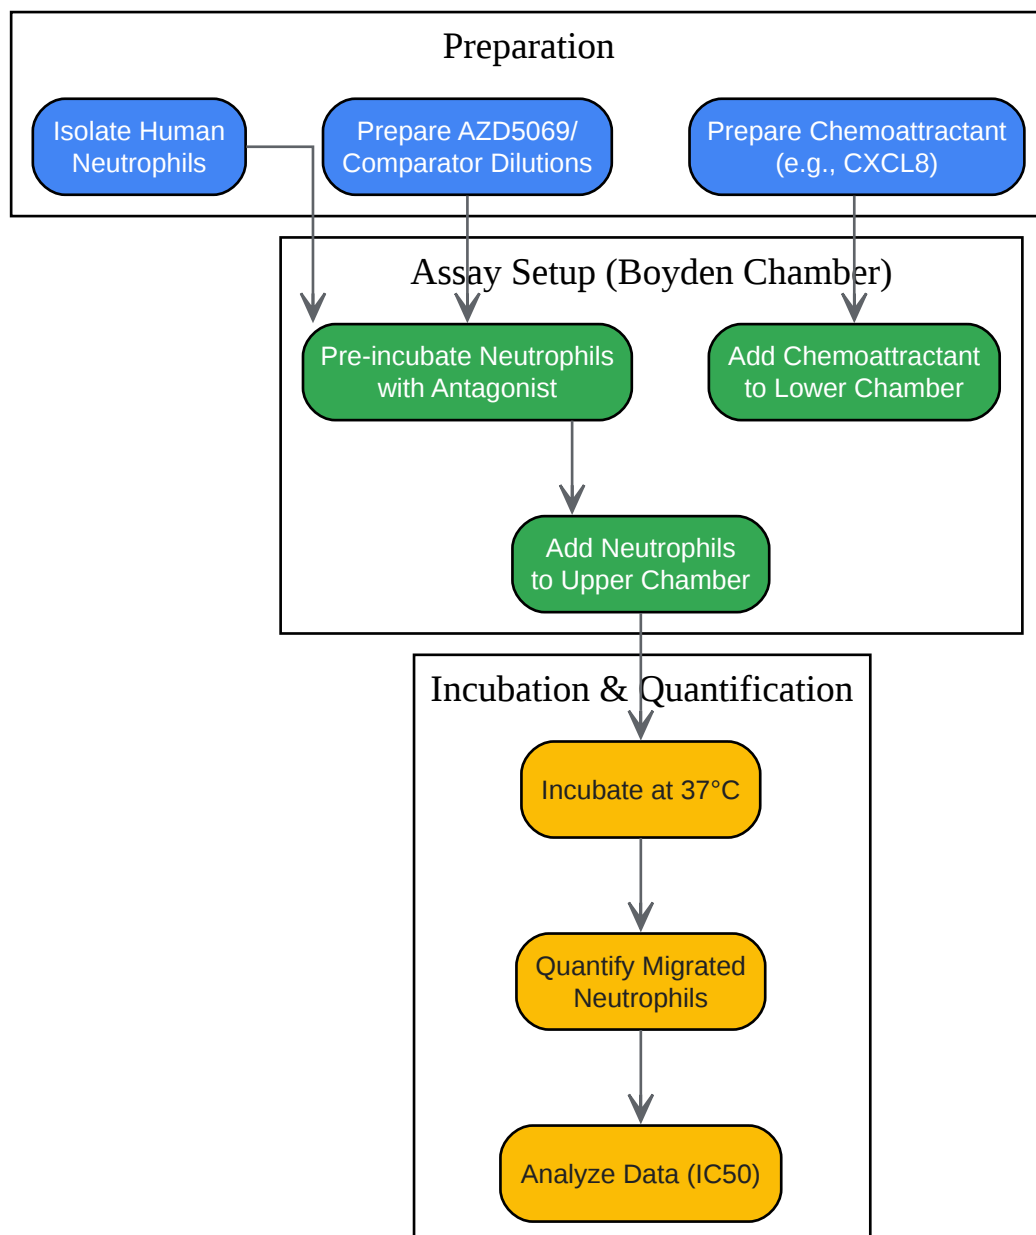 Preparation
Isolate Human
Neutrophils
Prepare AZD5069/
Comparator Dilutions
Prepare Chemoattractant
(e.g., CXCL8)
Assay Setup (Boyden Chamber)
Pre-incubate Neutrophils
with Antagonist
Add Chemoattractant
to Lower Chamber
Add Neutrophils
to Upper Chamber
Incubation & Quantification
Incubate at 37°C
Quantify Migrated
Neutrophils
Analyze Data (IC50)